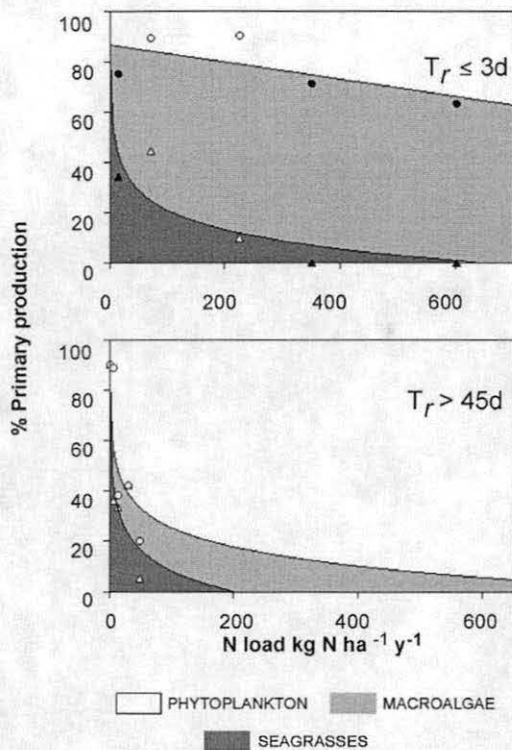 100
80
60
40
20
0
T_r ≤ 3d
0 200 400 600
% Primary production
100
80
60
40
20
0
T_r > 45d
0 200 400 600
N load kg N ha⁻¹ y⁻¹
PHYTOPLANKTON MACROALGAE
SEAGRASSES